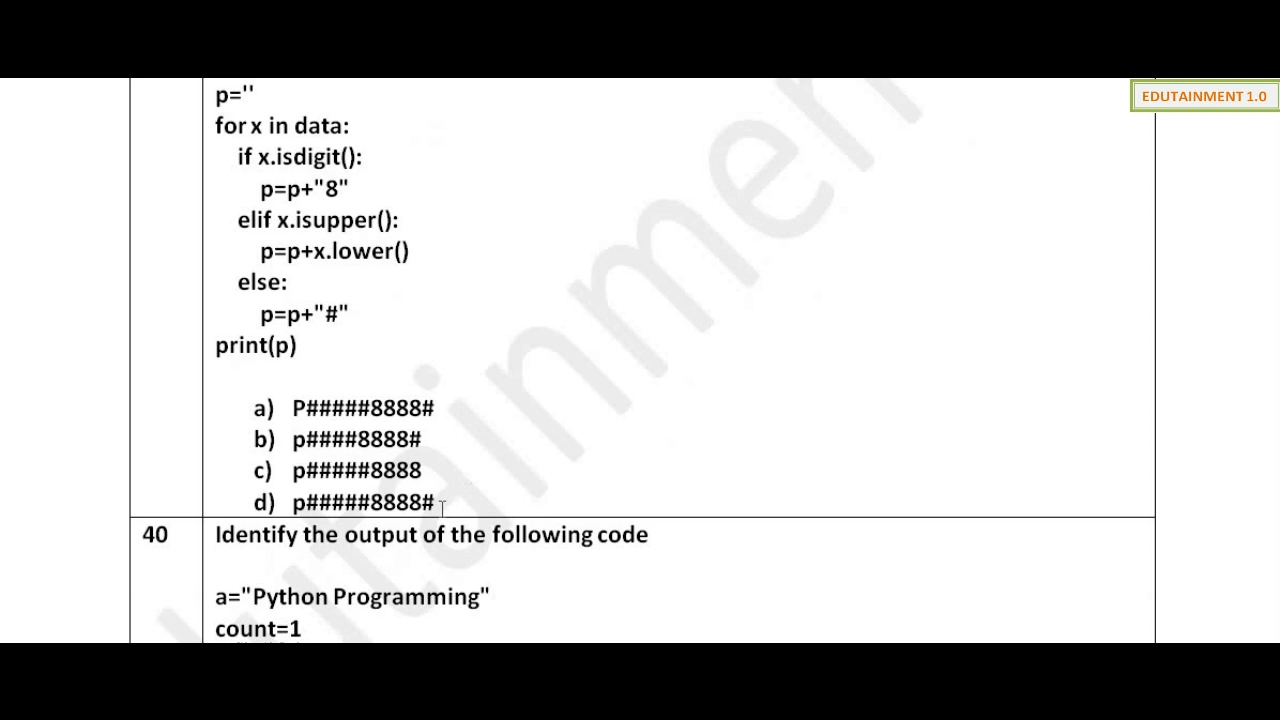 EDUTAINMENT 1.0
p=''
for x in data:
if x.isdigit():
p=p+"8"
elif x.isupper():
p=p+x.lower()
else:
p=p+"#"
print(p)
a) P#####8888#
b) p####8888#
c) p#####8888
d) p#####8888#
40 Identify the output of the following code
a="Python Programming"
count=1